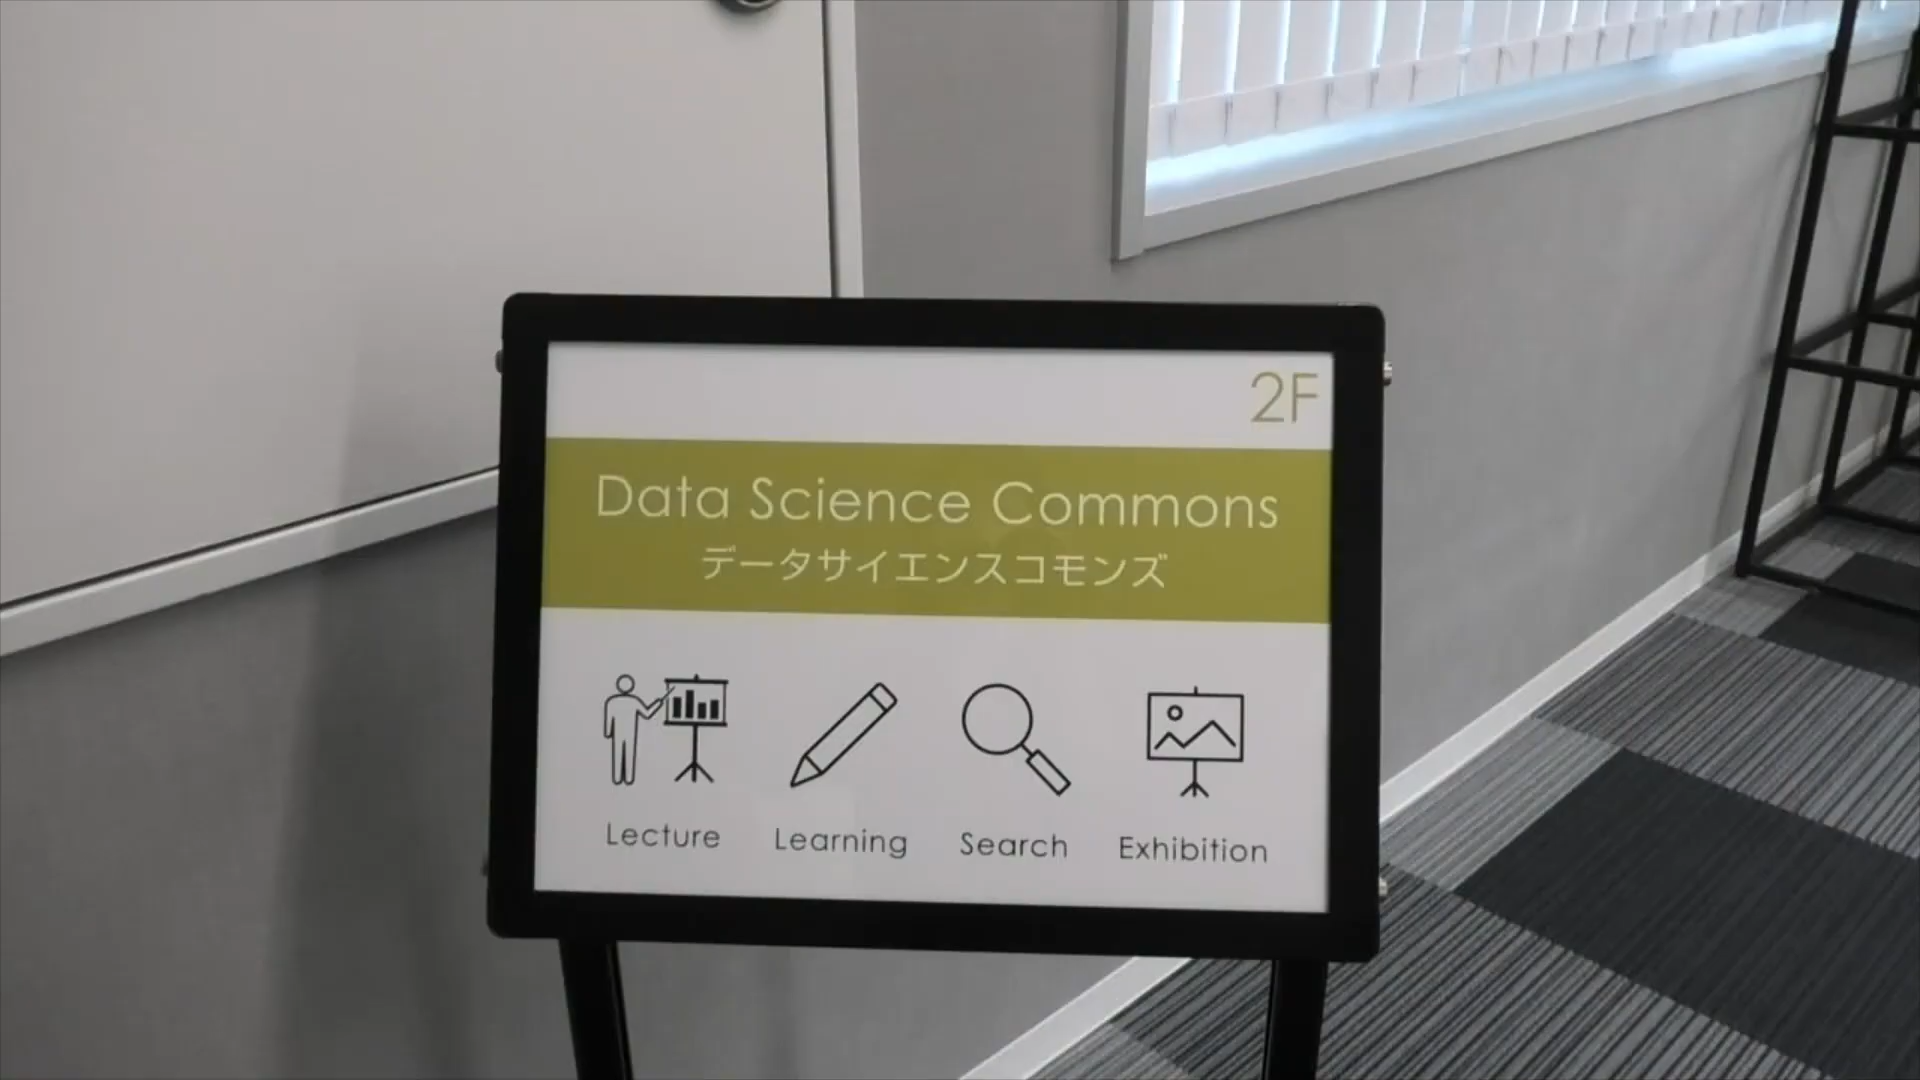 2F
Data Science Commons
データサイエンスコモンズ
Lecture Learning Search Exhibition